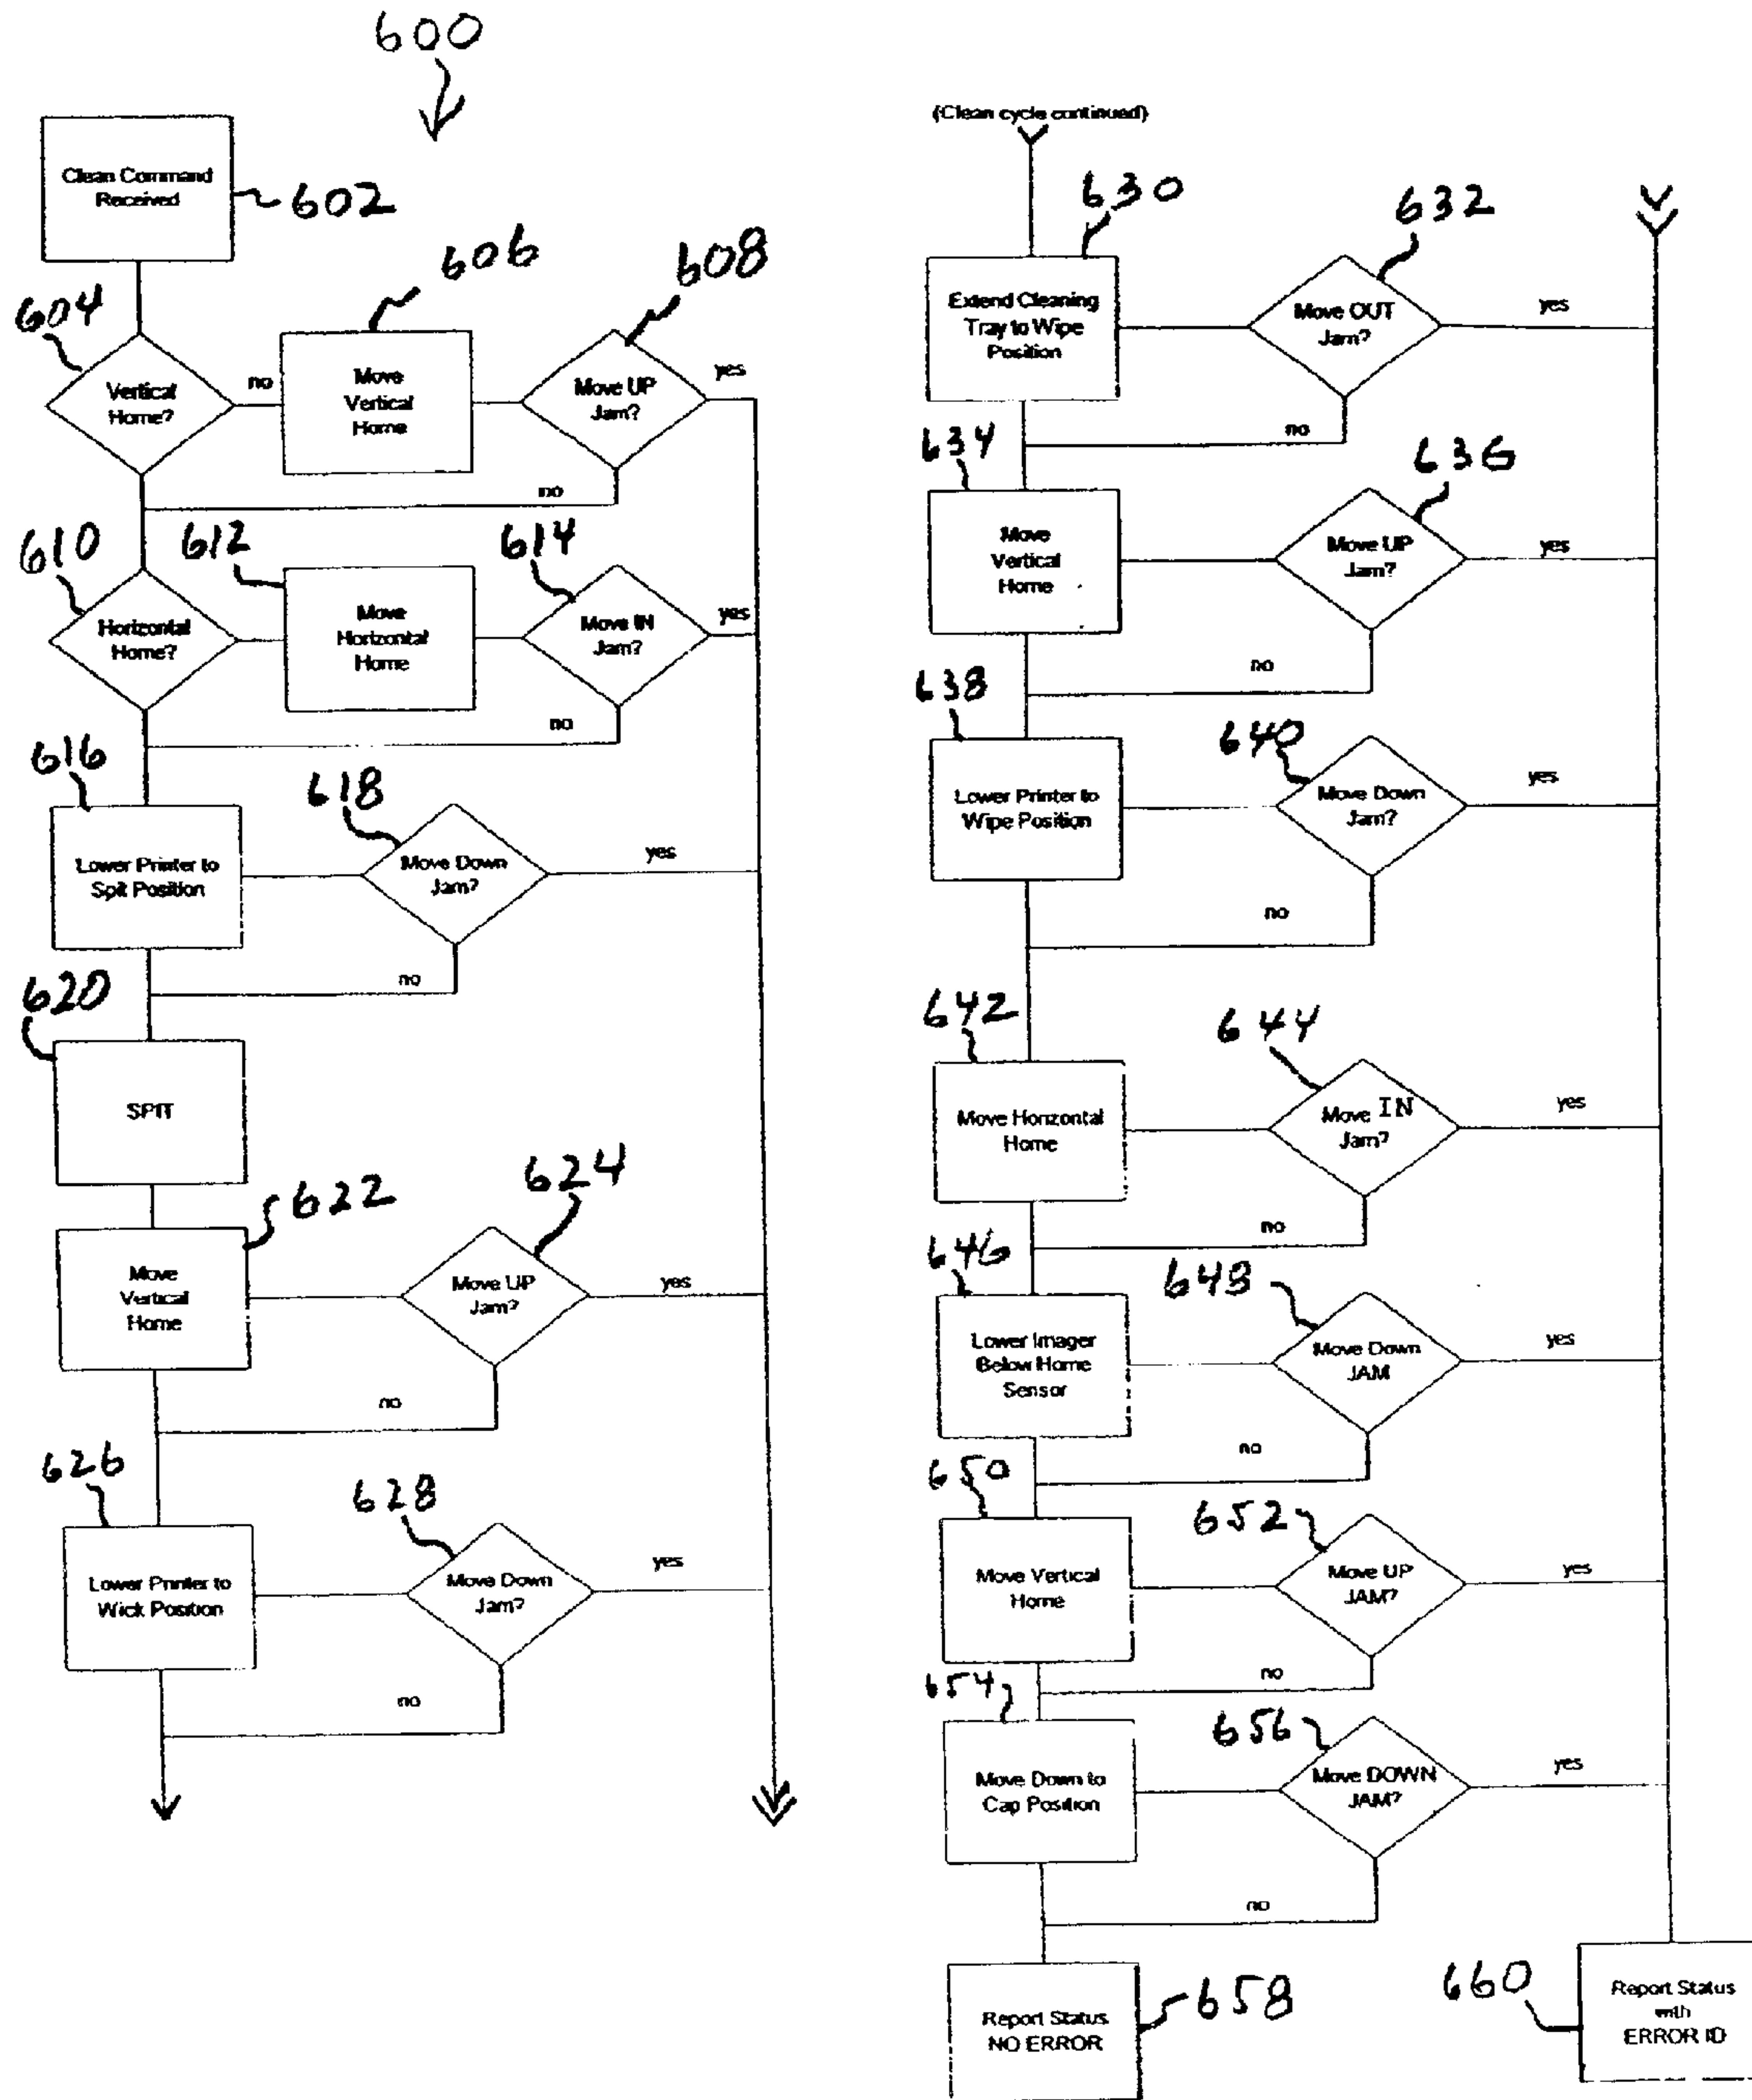 600
Clean Command
Received
602
604
Vertical
Home?
no
606
Move
Vertical
Home
608
Move UP
Jam?
yes
no
610
Horizontal
Home?
612
Move
Horizontal
Home
614
Move IN
Jam?
yes
no
616
Lower Printer to
Spit Position
618
Move Down
Jam?
yes
no
620
SPIT
622
Move
Vertical
Home
624
Move UP
Jam?
yes
no
626
Lower Printer to
Wick Position
628
Move Down
Jam?
yes
no
(Clean cycle continued)
630
Extend Cleaning
Tray to Wipe
Position
632
Move OUT
Jam?
yes
no
634
Move
Vertical
Home
636
Move UP
Jam?
yes
no
638
Lower Printer to
Wipe Position
640
Move Down
Jam?
yes
no
642
Move Horizontal
Home
644
Move IN
Jam?
yes
no
646
Lower Imager
Below Home
Sensor
648
Move Down
JAM
yes
no
650
Move Vertical
Home
652
Move UP
JAM?
yes
no
654
Move Down to
Cap Position
656
Move DOWN
JAM?
yes
no
Report Status
NO ERROR
658
660
Report Status
with
ERROR ID